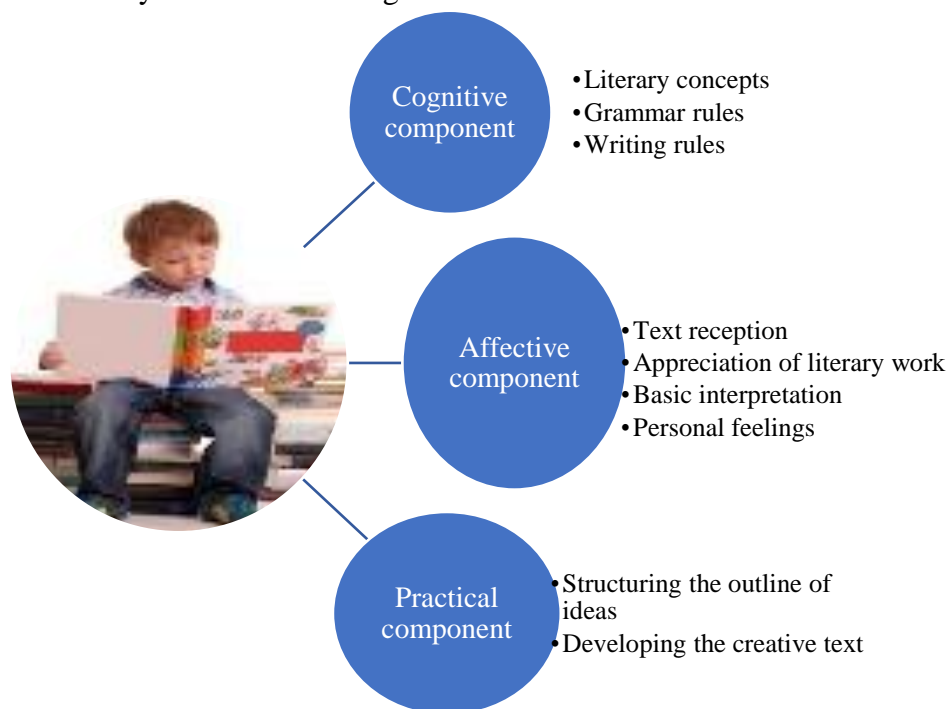 Cognitive
component
•Literary concepts
•Grammar rules
•Writing rules
Affective
component
•Text reception
•Appreciation of literary work
•Basic interpretation
•Personal feelings
Practical
component
•Structuring the outline of
ideas
•Developing the creative text